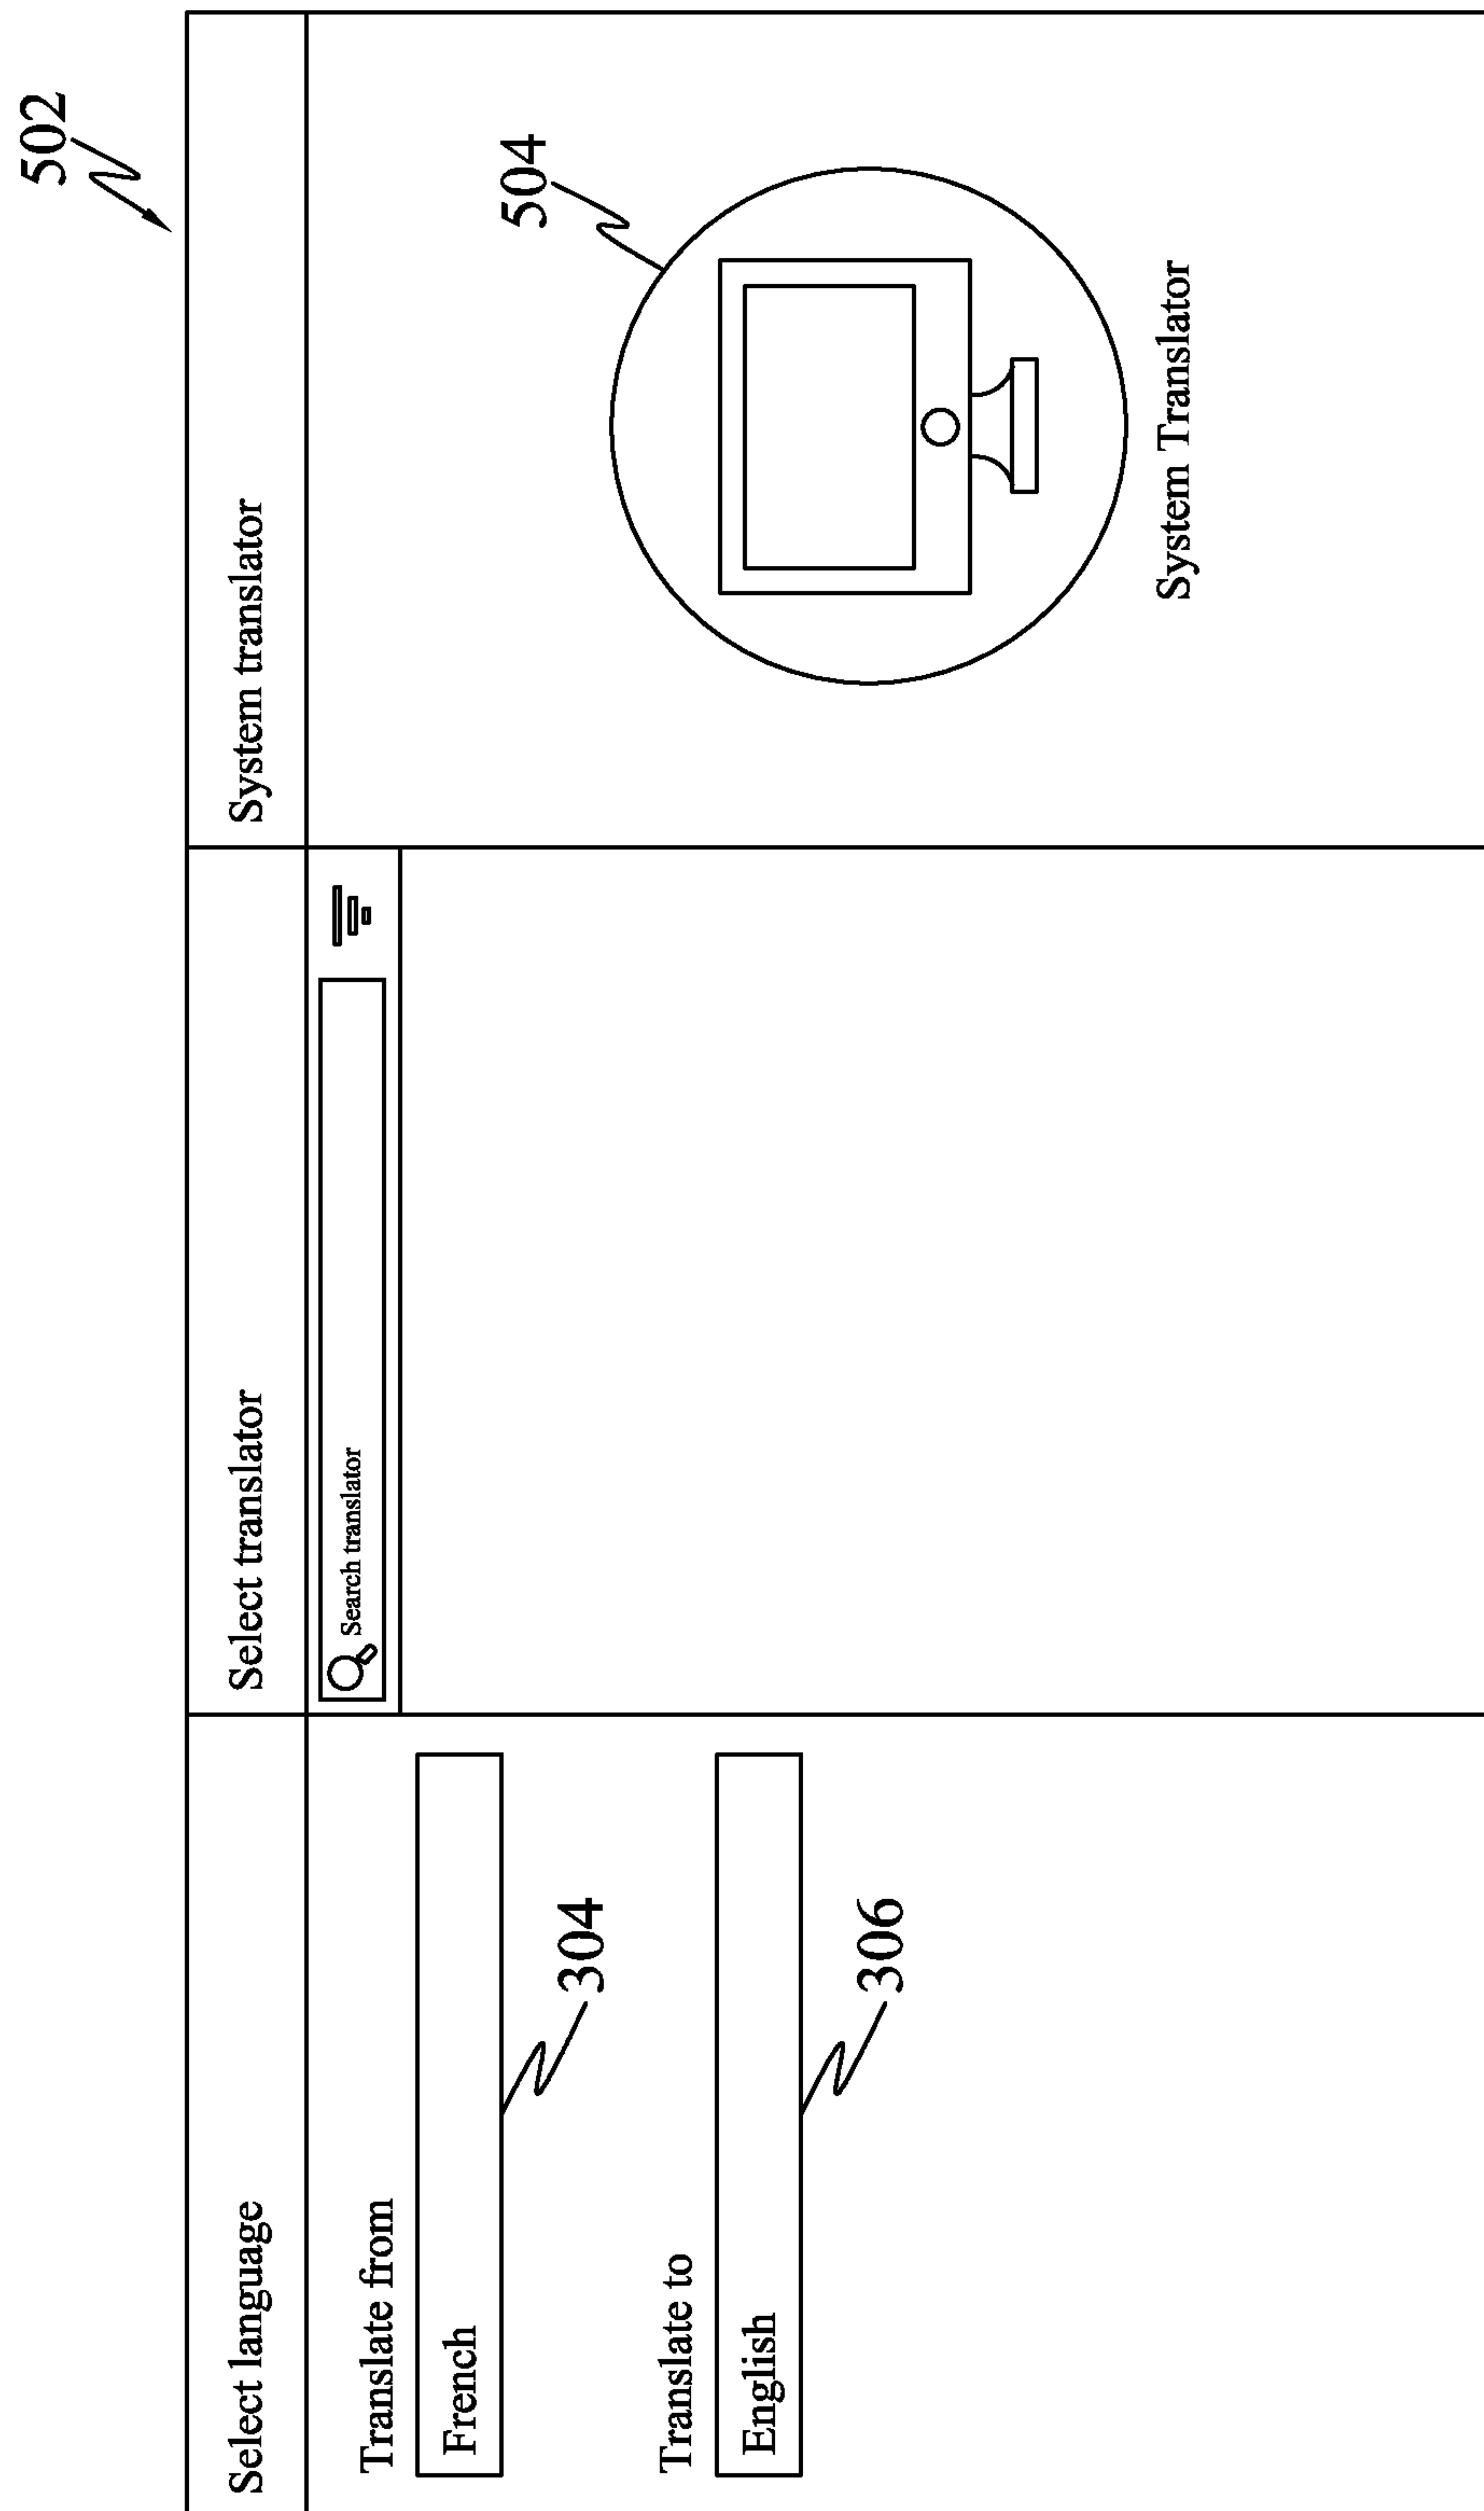 502
Select language
Select translator
System translator
Translate from
French
304
Translate to
English
306
Search translator
504
System Translator